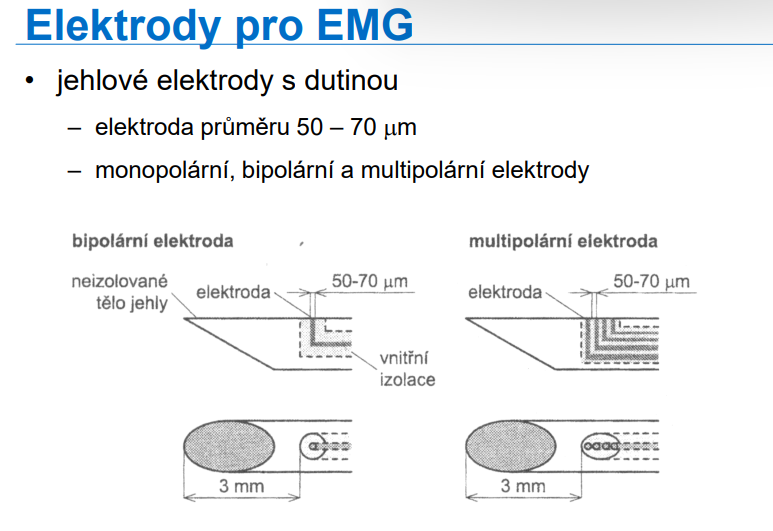 Elektrody pro EMG
• jehlové elektrody s dutinou
– elektroda průměru 50 – 70 μm
– monopolární, bipolární a multipolární elektrody
bipolární elektroda
neizolované
tělo jehly
elektroda
50-70 μm
vnitřní
izolace
3 mm
multipolární elektroda
elektroda
50-70 μm
3 mm